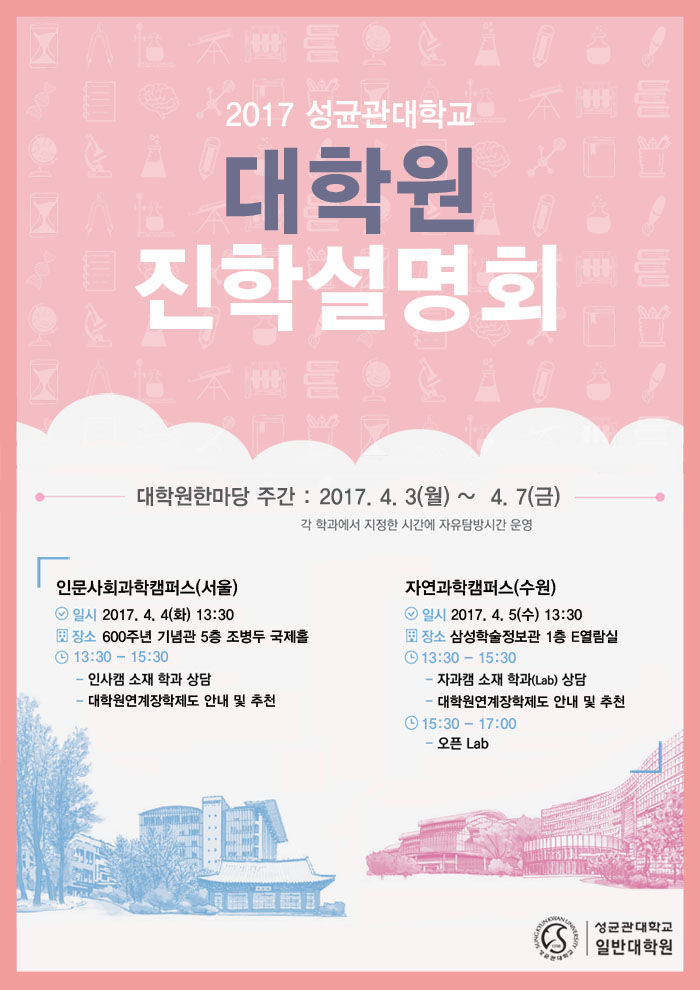 2017 성균관대학교
대학원
진학설명회
대학원한마당 주간 : 2017. 4. 3(월) ~ 4. 7(금)
각 학과에서 지정한 시간에 자유탐방시간 운영
인문사회과학캠퍼스(서울)
일시 2017. 4. 4(화) 13:30
장소 600주년 기념관 5층 조병두 국제홀
13:30 - 15:30
- 인사캠 소재 학과 상담
- 대학원연계장학제도 안내 및 추천
자연과학캠퍼스(수원)
일시 2017. 4. 5(수) 13:30
장소 삼성학술정보관 1층 E열람실
13:30 - 15:30
- 자과캠 소재 학과(Lab) 상담
- 대학원연계장학제도 안내 및 추천
15:30 - 17:00
- 오픈 Lab
SUNGKYUNKWAN UNIVERSITY
성균관대학교
성균관대학교
일반대학원